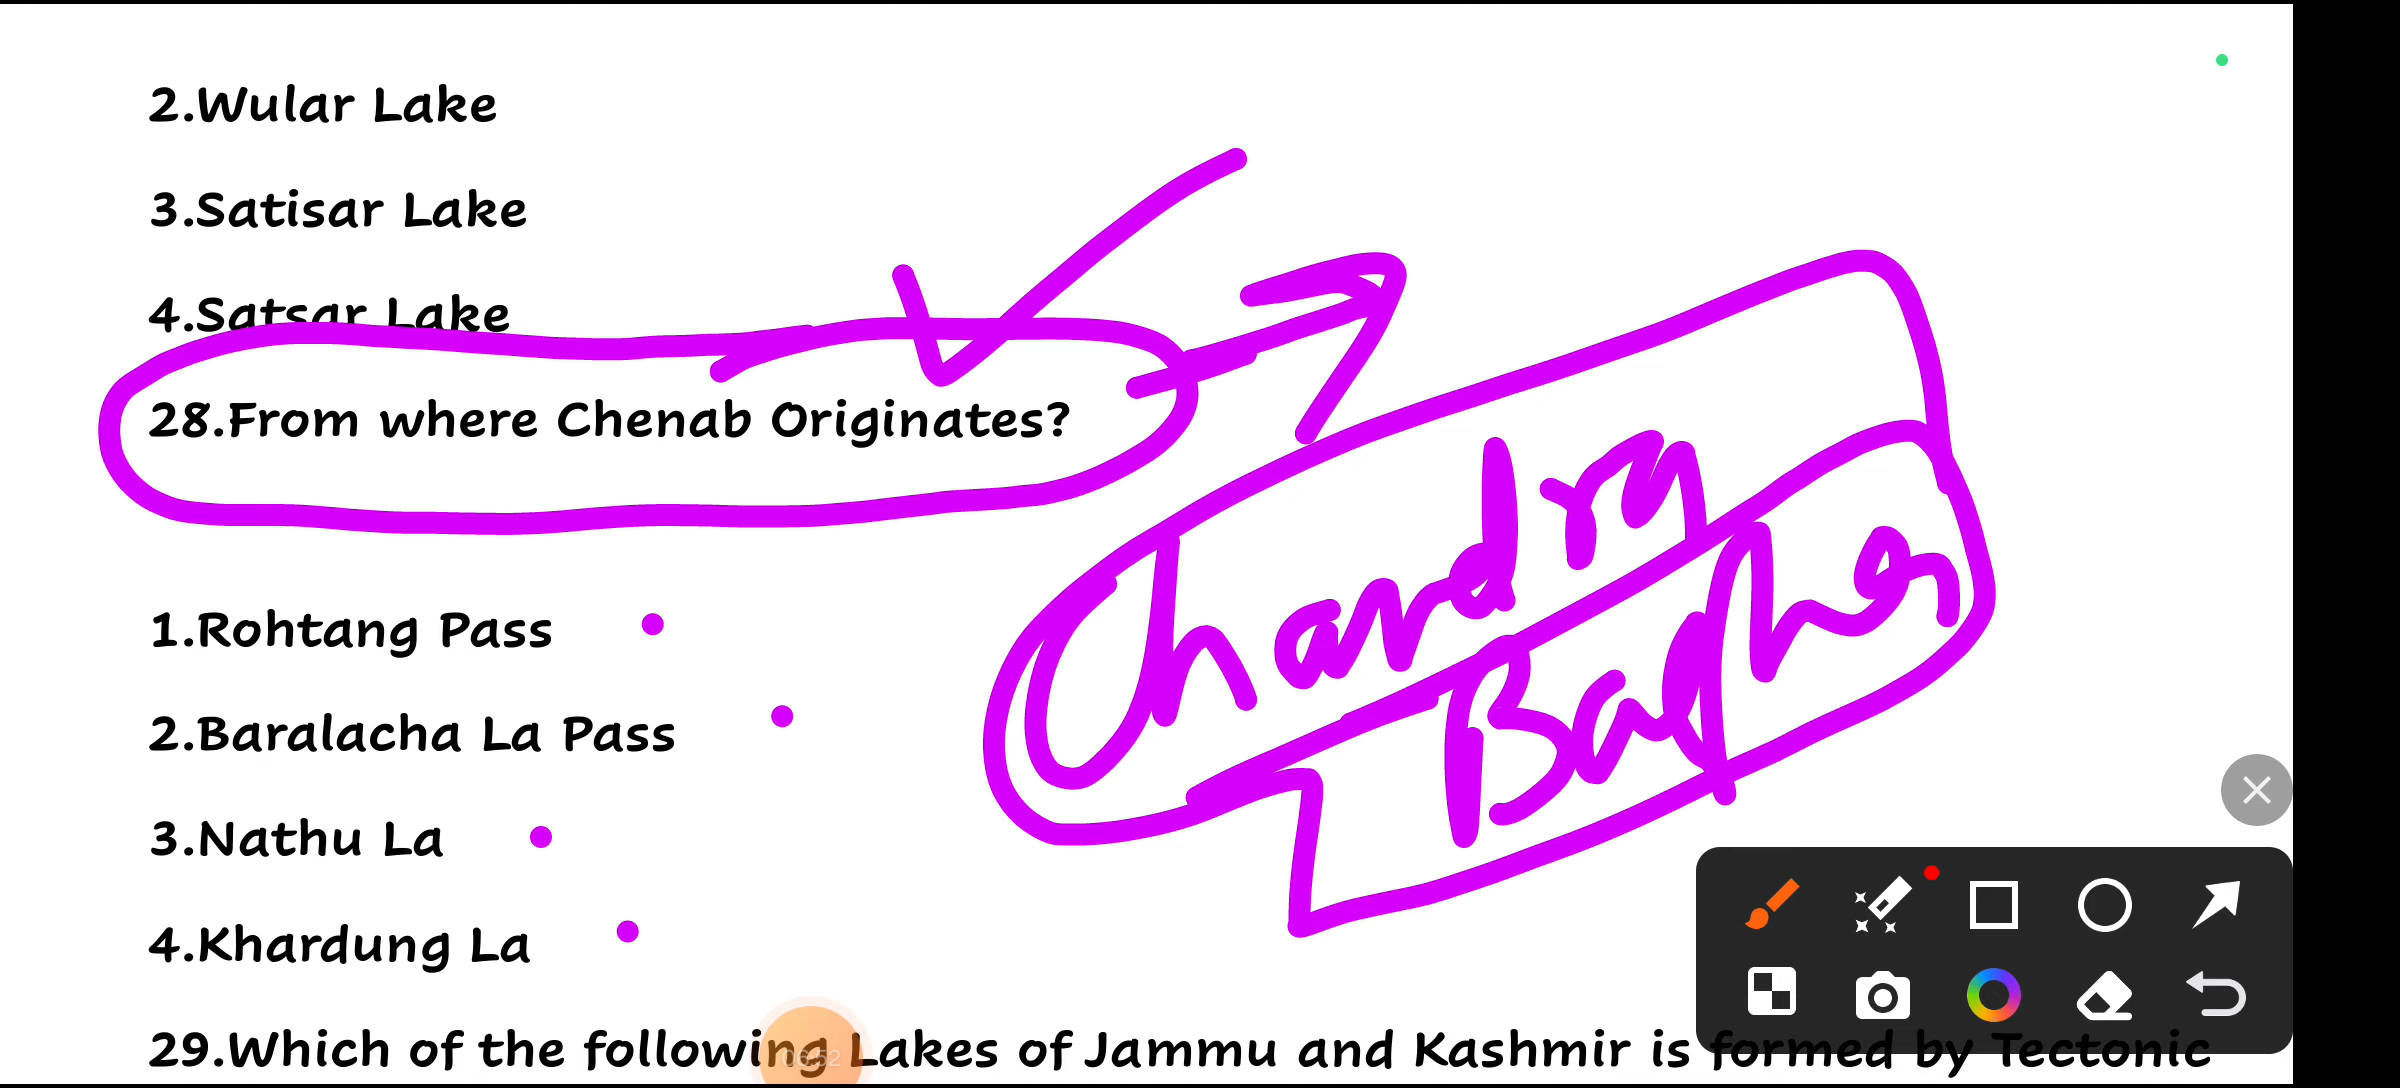 2.Wular Lake
3.Satisar Lake
4.Satsar Lake
28.From where Chenab Originates?
Chandra
Bagha
1.Rohtang Pass
2.Baralacha La Pass
3.Nathu La
4.Khardung La
29.Which of the following Lakes of Jammu and Kashmir is formed by Tectonic
06:52